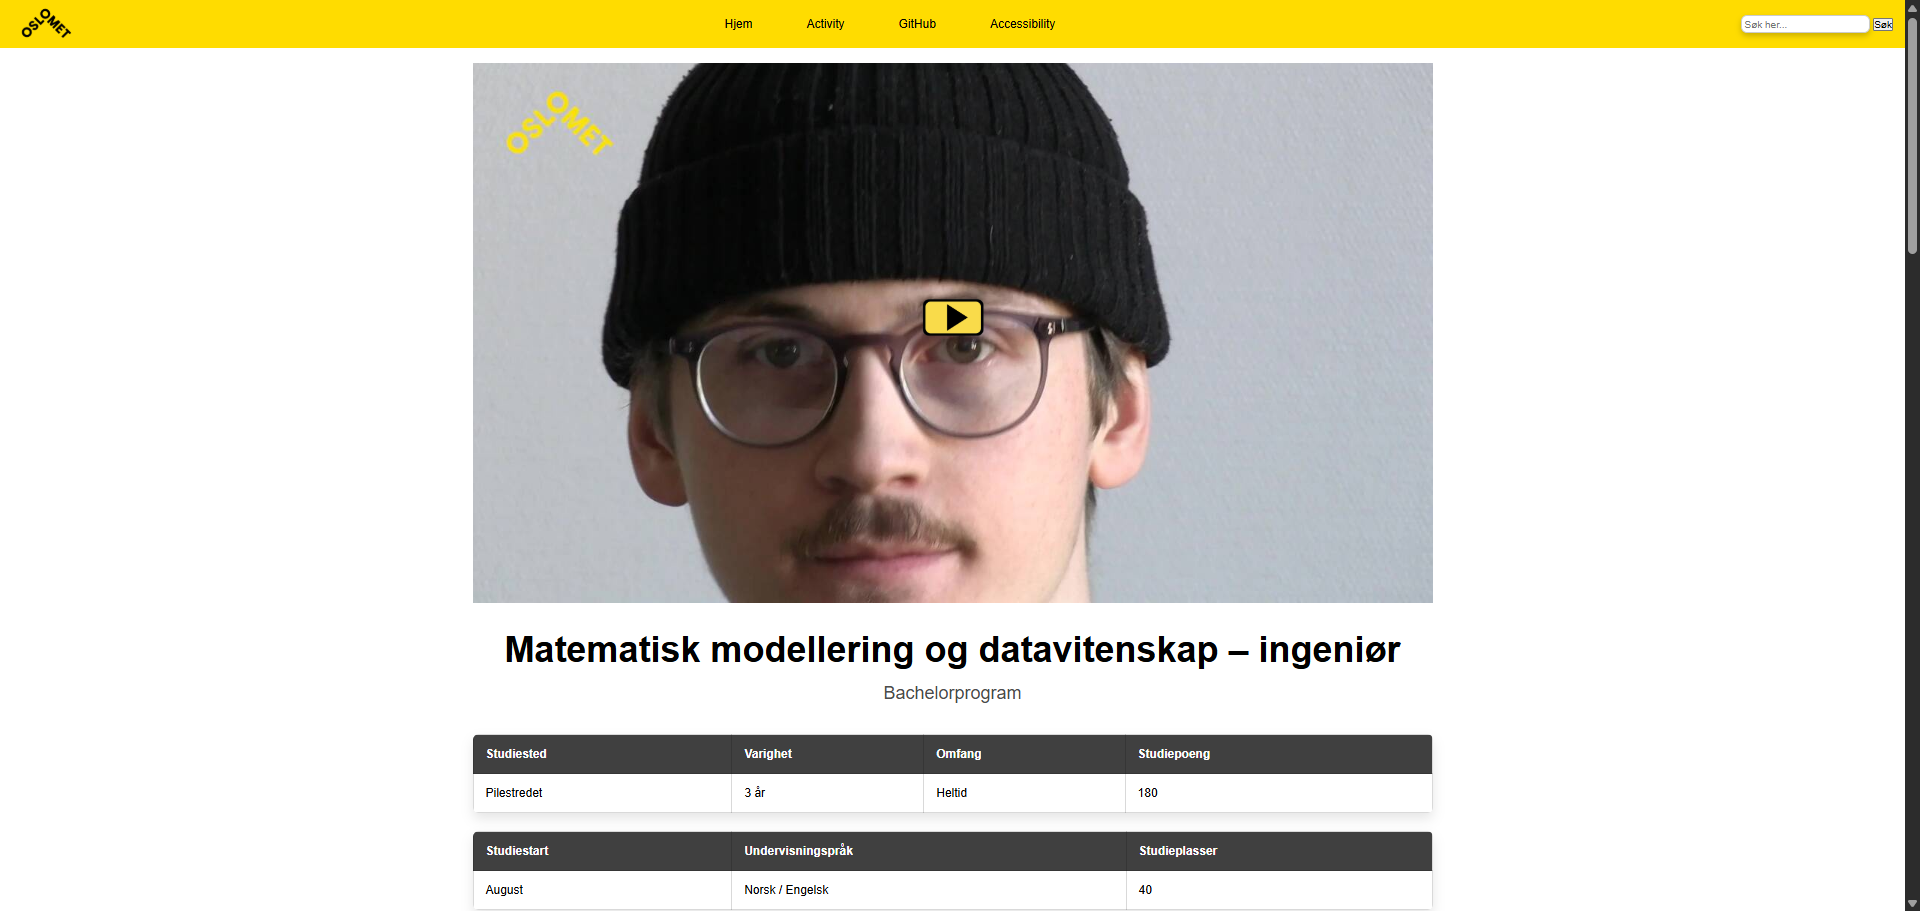 OSLOMET
Hjem Activity GitHub Accessibility
Søk her... Søk
OSLOMET
Matematisk modellering og datavitenskap – ingeniør
Bachelorprogram
Studiested Varighet Omfang Studiepoeng
Pilestredet 3 år Heltid 180
Studiestart Undervisningspråk Studieplasser
August Norsk / Engelsk 40